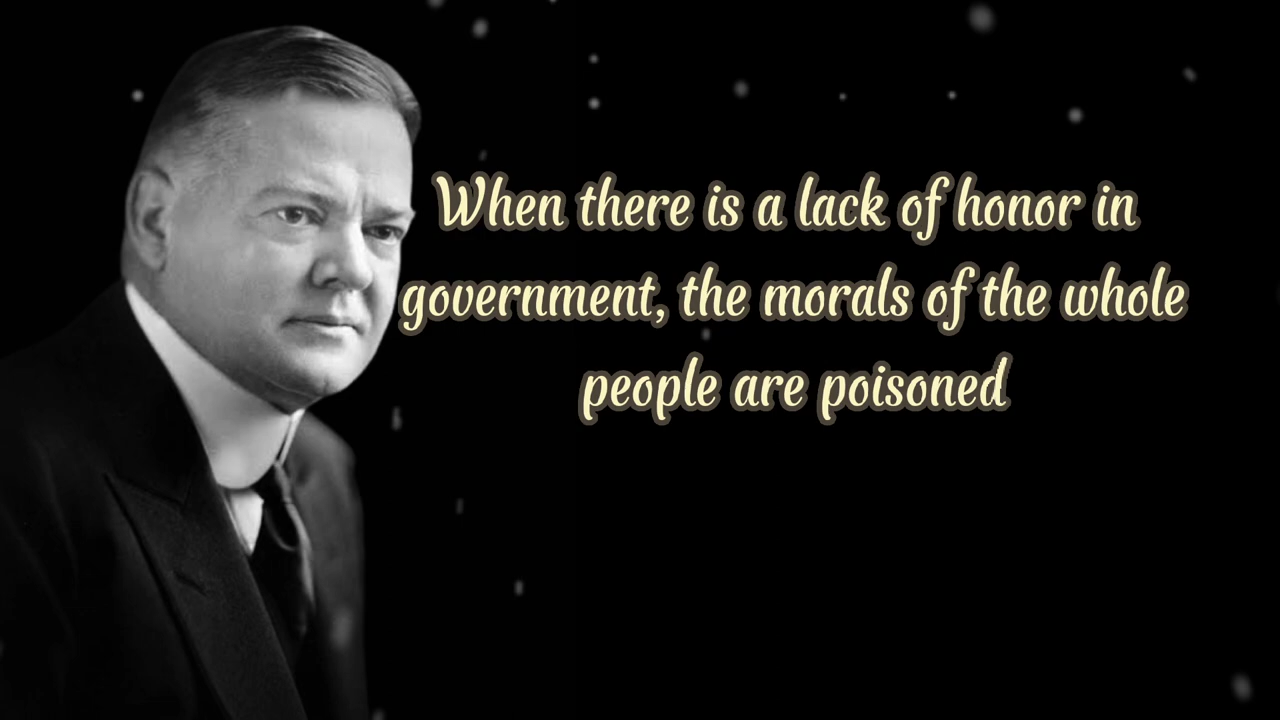 When there is a lack of honor in
government, the morals of the whole
people are poisoned